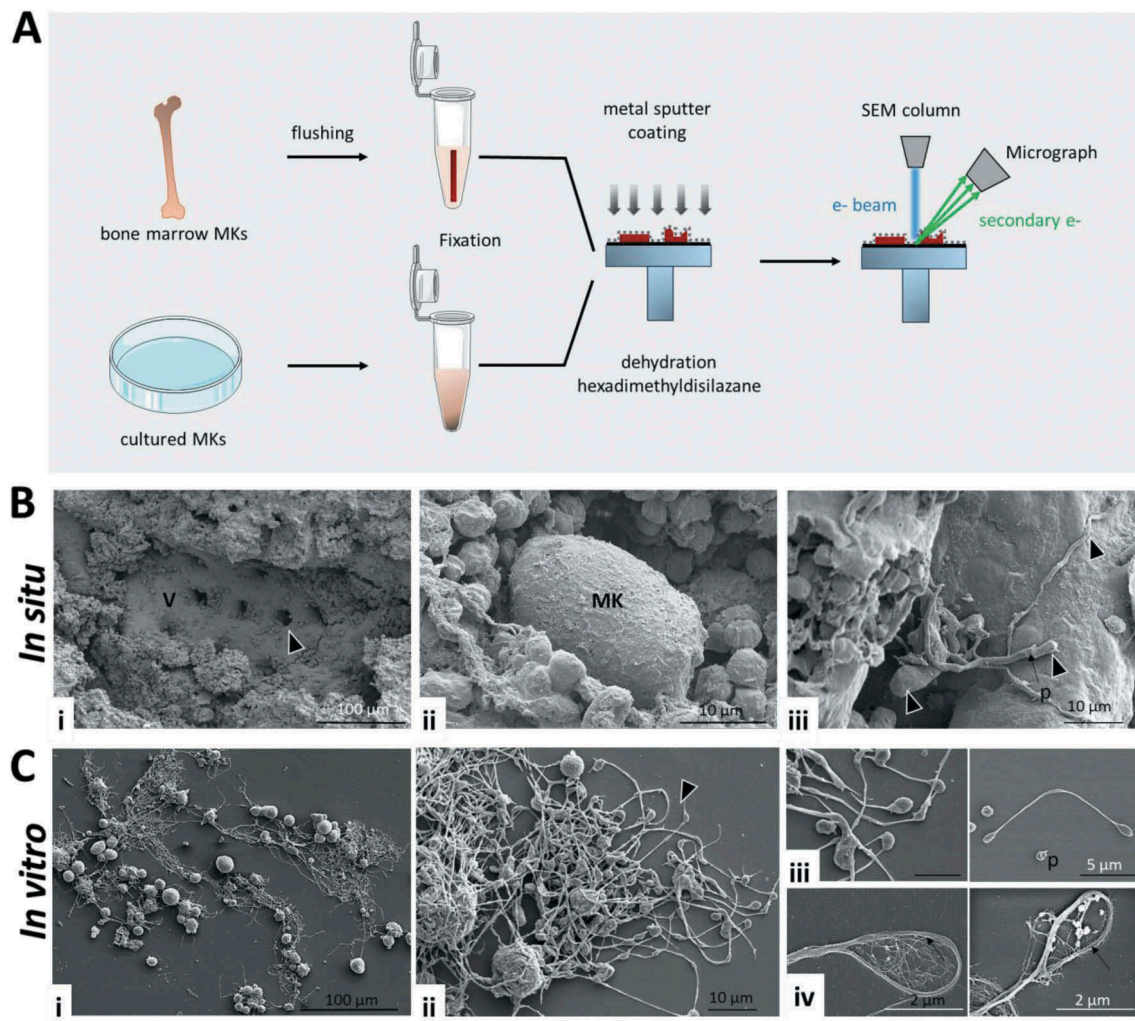 A
flushing
bone marrow MKs
Fixation
cultured MKs
metal sputter
coating
dehydration
hexadimethyldisilazane
SEM column
Micrograph
e- beam
secondary e-
B
In situ
V
i
100 µm
MK
ii
10 µm
p
iii
10 µm
C
In vitro
i
100 µm
ii
10 µm
iii
p
5 µm
iv
2 µm
2 µm